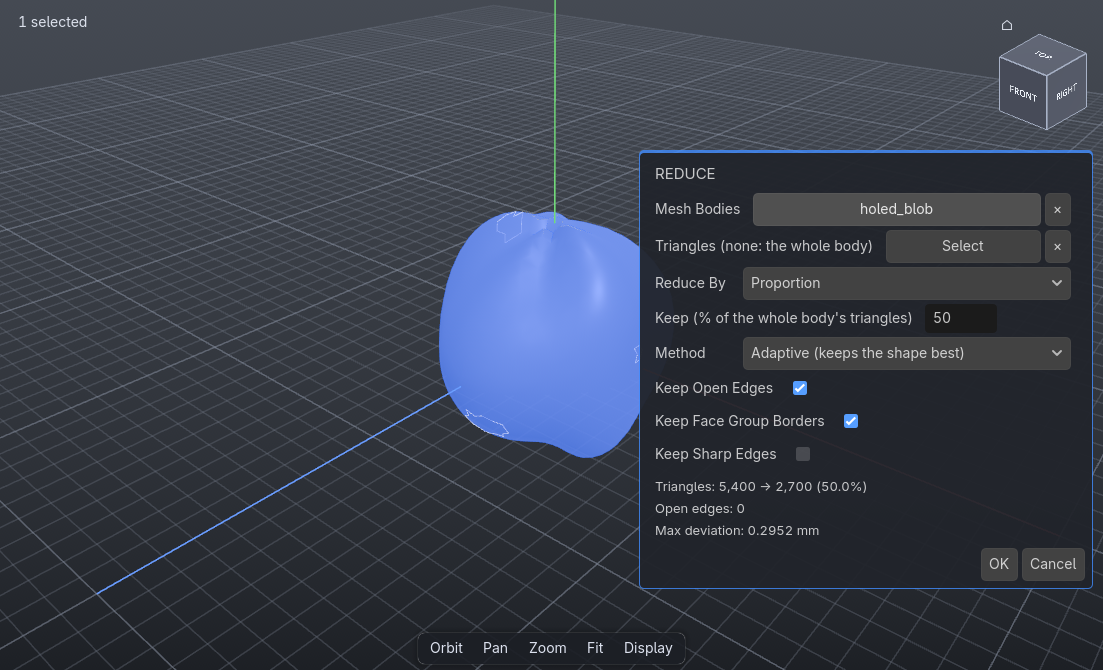 1 selected
TOP
FRONT
RIGHT
REDUCE
Mesh Bodies holed_blob ×
Triangles (none: the whole body) Select ×
Reduce By Proportion
Keep (% of the whole body's triangles) 50
Method Adaptive (keeps the shape best)
Keep Open Edges
Keep Face Group Borders
Keep Sharp Edges
Triangles: 5,400 → 2,700 (50.0%)
Open edges: 0
Max deviation: 0.2952 mm
OK Cancel
Orbit Pan Zoom Fit Display